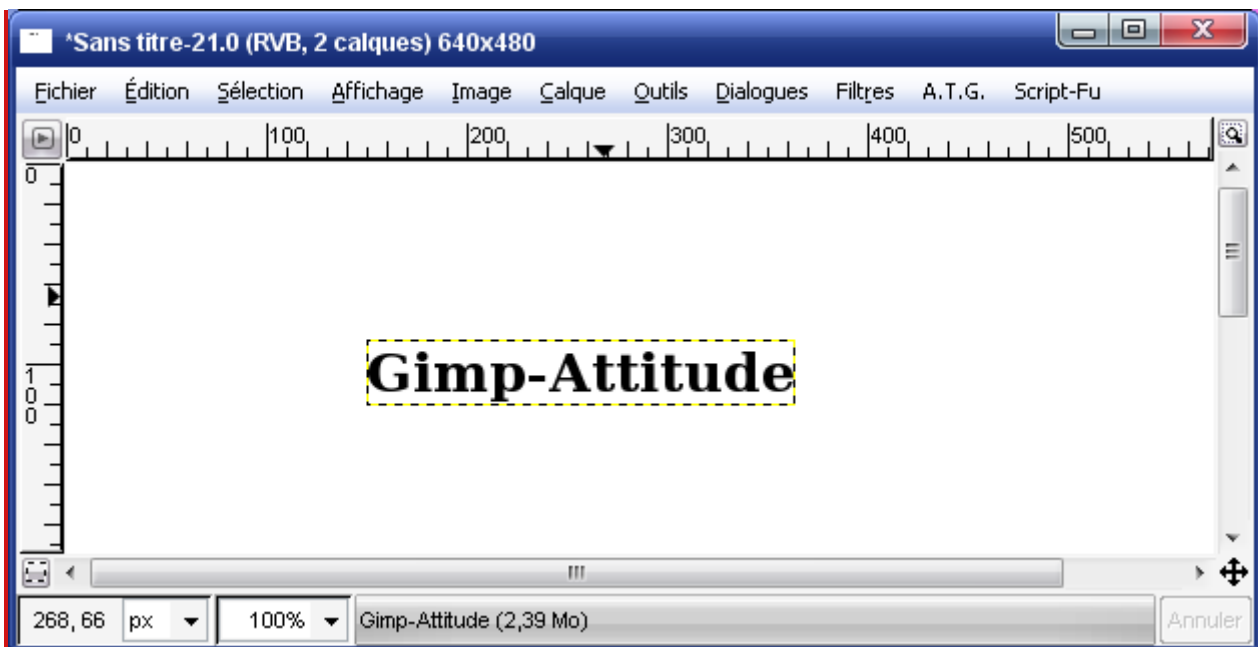 *Sans titre-21.0 (RVB, 2 calques) 640x480
Fichier Édition Sélection Affichage Image Calque Outils Dialogues Filtres A.T.G. Script-Fu
0 100 200 300 400 500
0
100
Gimp-Attitude
268, 66 px 100% Gimp-Attitude (2,39 Mo) Annuler